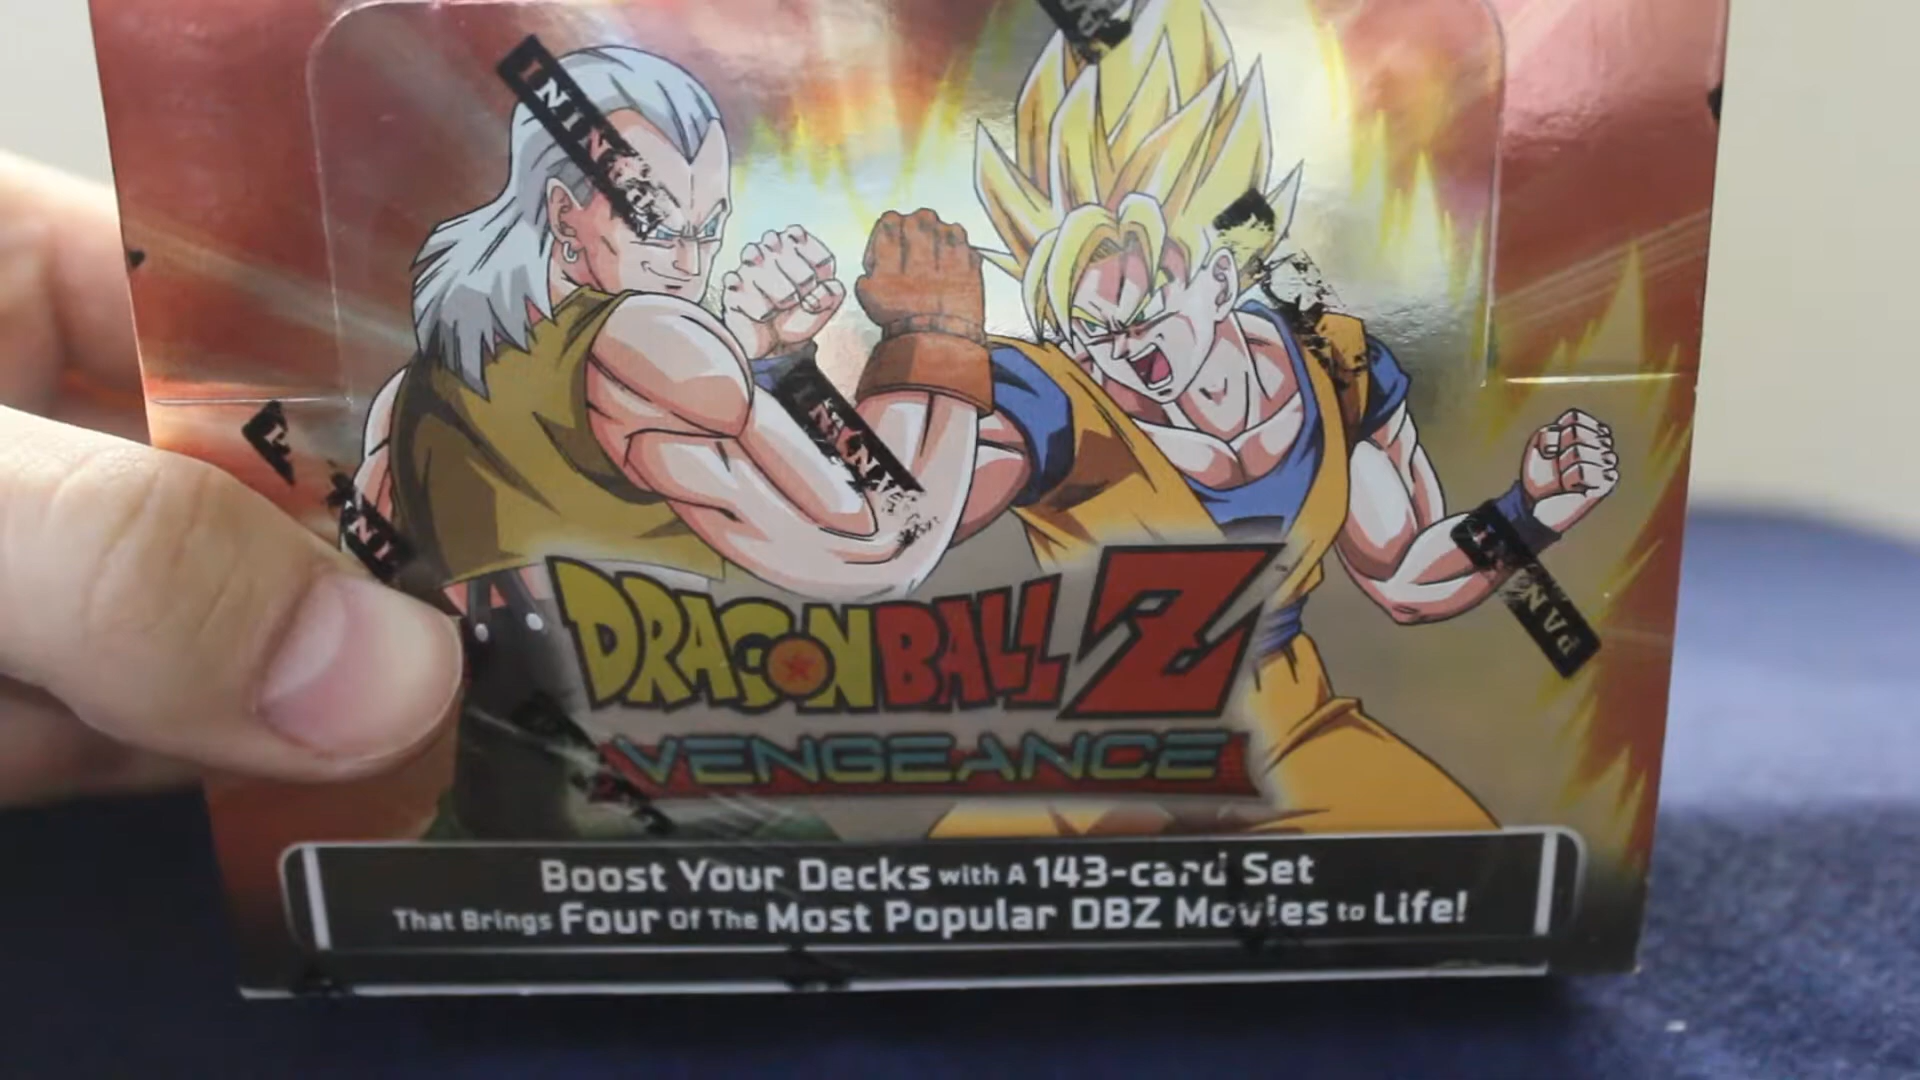 DRAGON BALL Z
VENGEANCE
BOOST YOUR DECKS WITH A 143-CARD SET
THAT BRINGS FOUR OF THE MOST POPULAR DBZ MOVIES TO LIFE!